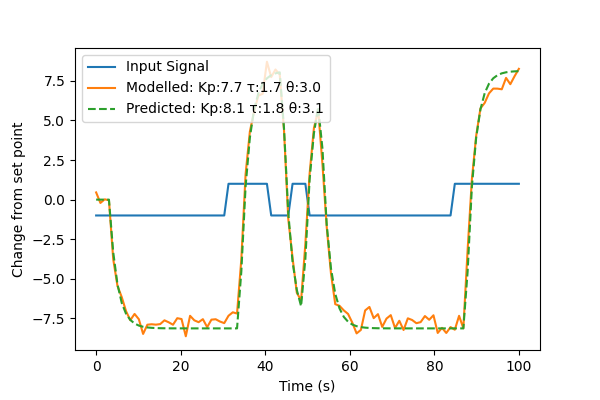 Input Signal
Modelled: Kp:7.7 τ:1.7 θ:3.0
Predicted: Kp:8.1 τ:1.8 θ:3.1
7.5
5.0
2.5
0.0
−2.5
−5.0
−7.5
Change from set point
0 20 40 60 80 100
Time (s)